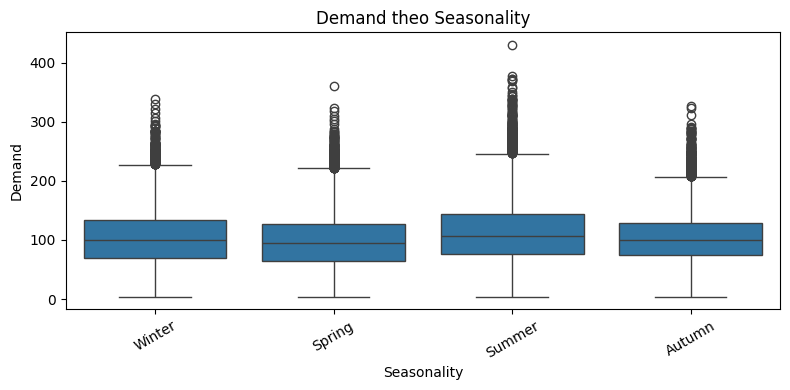 Demand theo Seasonality
Demand
400
300
200
100
0
Winter
Spring
Summer
Autumn
Seasonality